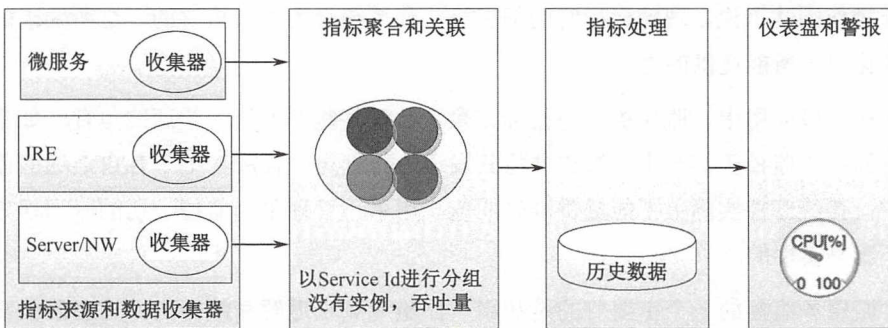 微服务
收集器
JRE
收集器
Server/NW
收集器
指标来源和数据收集器
指标聚合和关联
以Service Id进行分组
没有实例，吞吐量
指标处理
历史数据
仪表盘和警报
CPU[%]
0 100